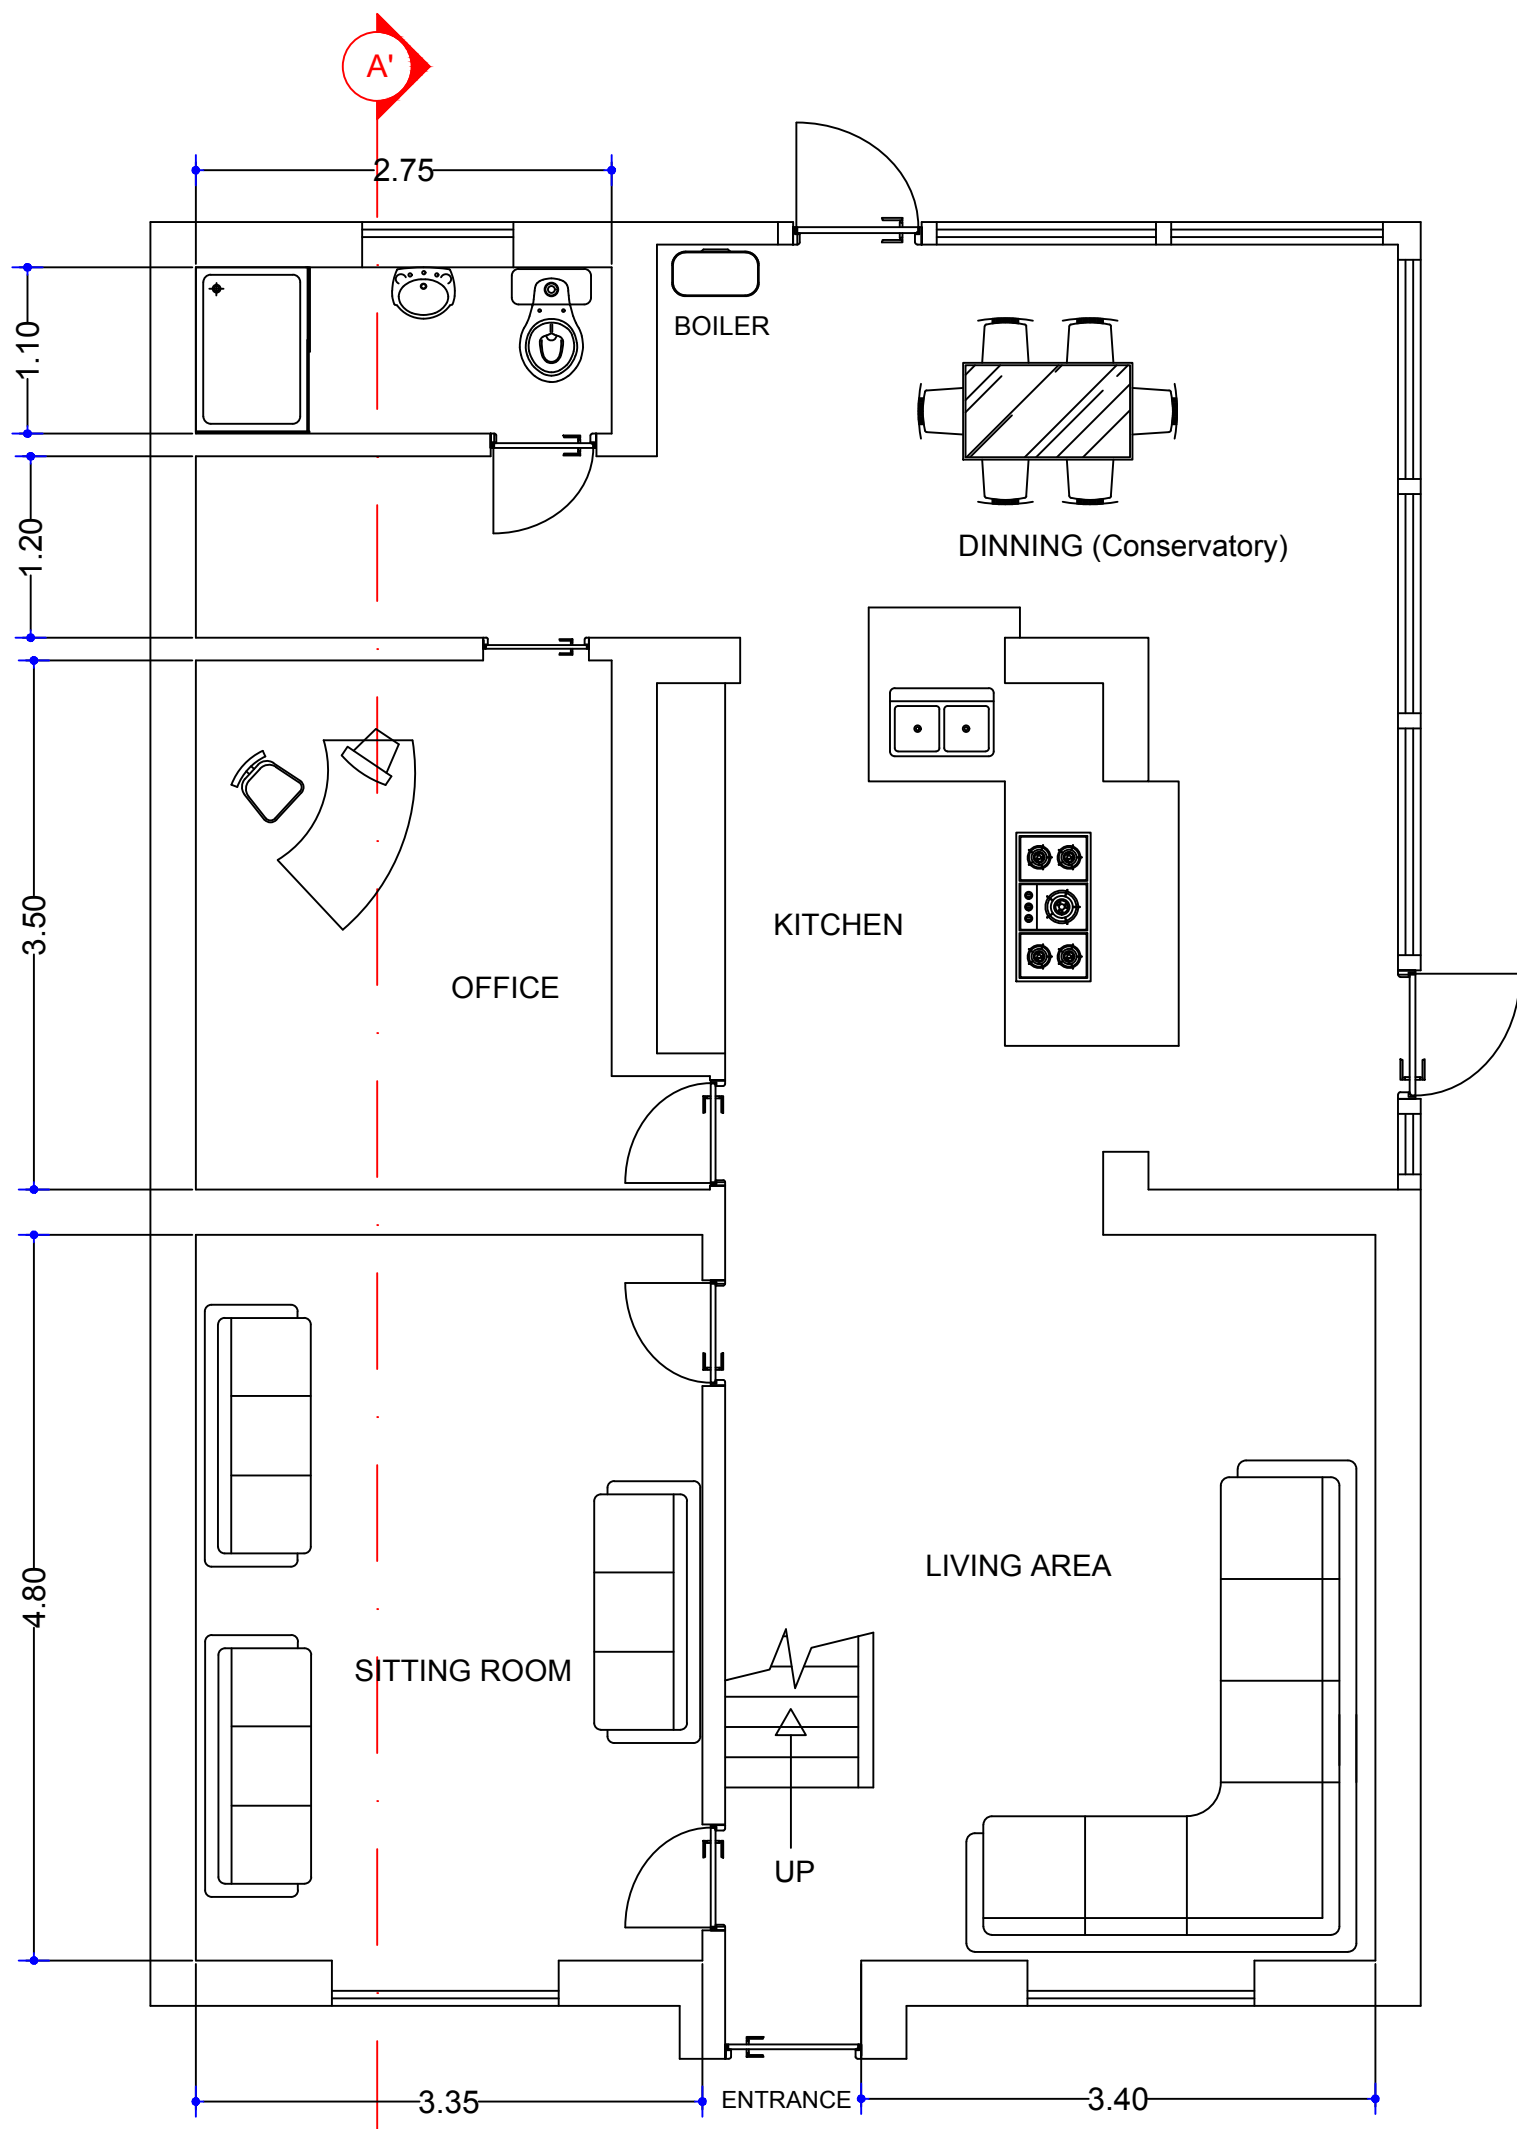 A'
2.75
1.10
BOILER
1.20
DINNING (Conservatory)
3.50
KITCHEN
OFFICE
4.80
LIVING AREA
SITTING ROOM
UP
3.35
ENTRANCE
3.40